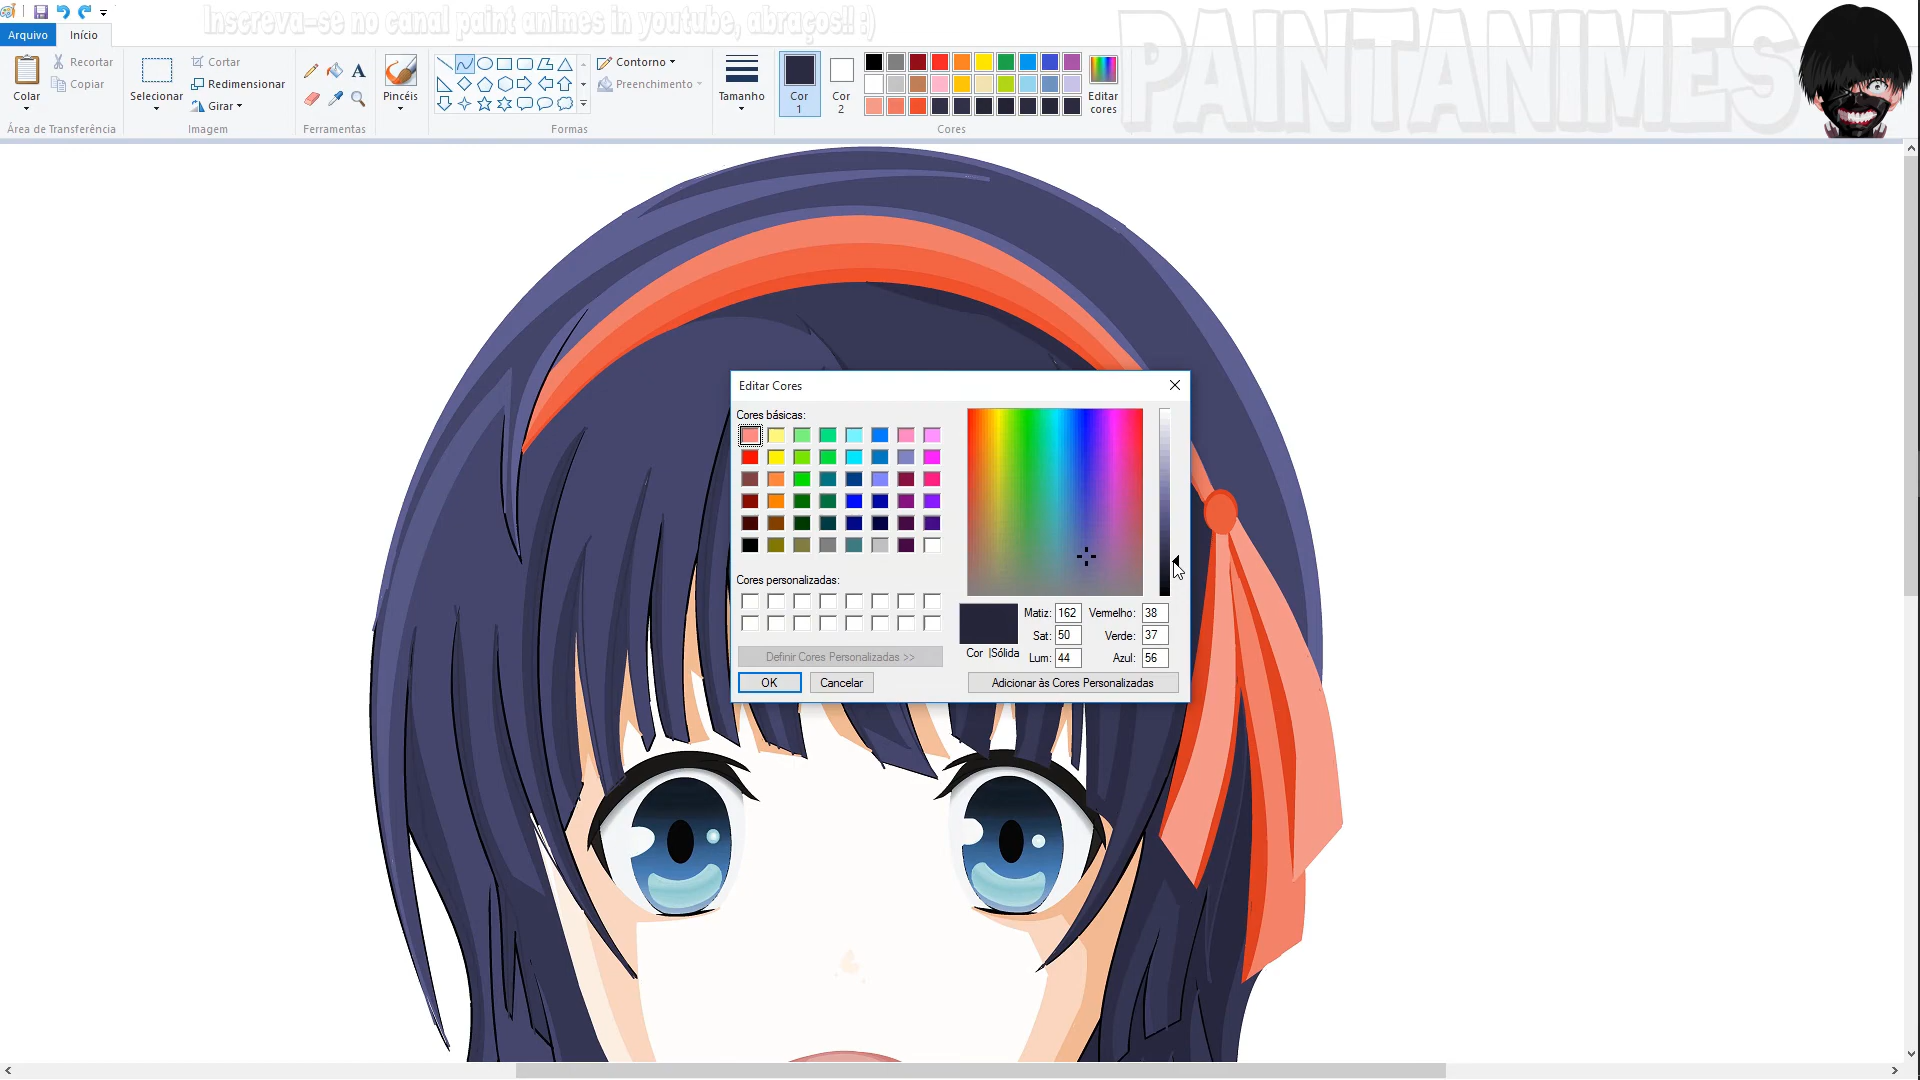 Inscreva-se no canal paint animes in youtube, abraços!! :)
PAINTANIMES
Arquivo
Início
Colar
Recortar
Copiar
Área de Transferência
Selecionar
Cortar
Redimensionar
Girar
Imagem
A
Ferramentas
Pincéis
Contorno
Preenchimento
Formas
Tamanho
Cor
1
Cor
2
Editar
cores
Cores
Editar Cores
Cores básicas:
Cores personalizadas:
Definir Cores Personalizadas >>
OK
Cancelar
Cor |Sólida
Matiz: 162
Sat: 50
Lum: 44
Vermelho: 38
Verde: 37
Azul: 56
Adicionar às Cores Personalizadas